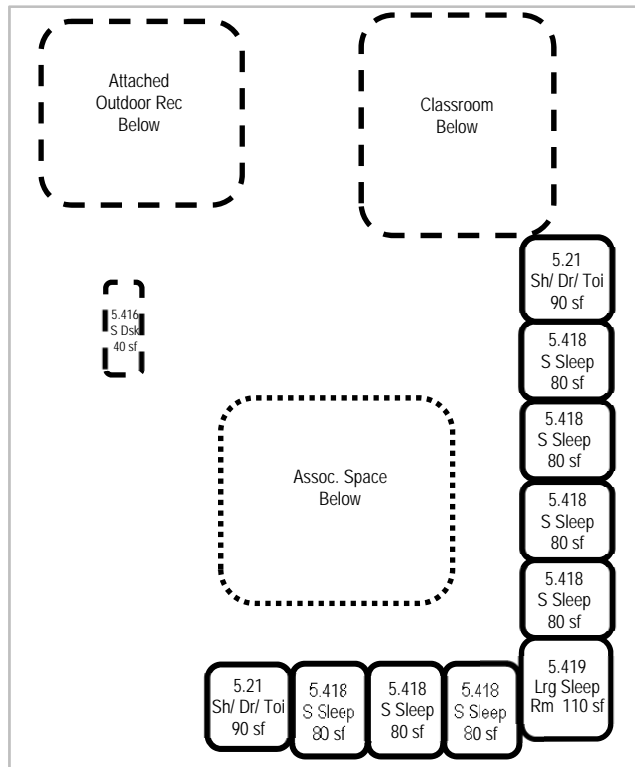 Attached
Outdoor Rec
Below
Classroom
Below
5.21
Sh/ Dr/ Toi
90 sf
5.416
S Dsk
40 sf
5.418
S Sleep
80 sf
5.418
S Sleep
80 sf
Assoc. Space
Below
5.418
S Sleep
80 sf
5.418
S Sleep
80 sf
5.419
Lrg Sleep
Rm 110 sf
5.21
Sh/ Dr/ Toi
90 sf
5.418
S Sleep
80 sf
5.418
S Sleep
80 sf
5.418
S Sleep
80 sf